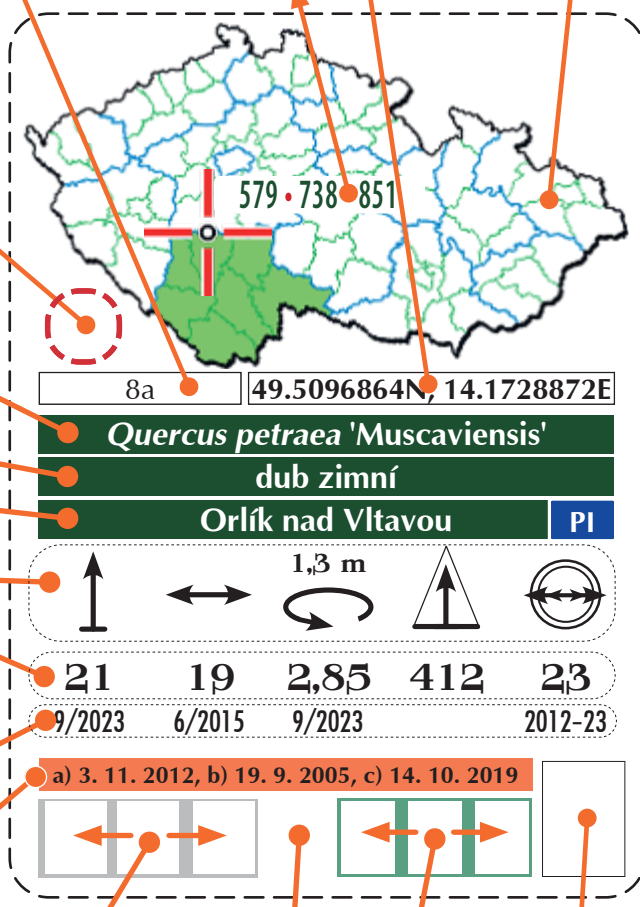 579 • 738 851
8a
49.5096864N, 14.1728872E
Quercus petraea 'Muscaviensis'
dub zimní
Orlík nad Vltavou PI
1,3 m
21 19 2,85 412 23
9/2023 6/2015 9/2023 2012–23
a) 3. 11. 2012, b) 19. 9. 2005, c) 14. 10. 2019